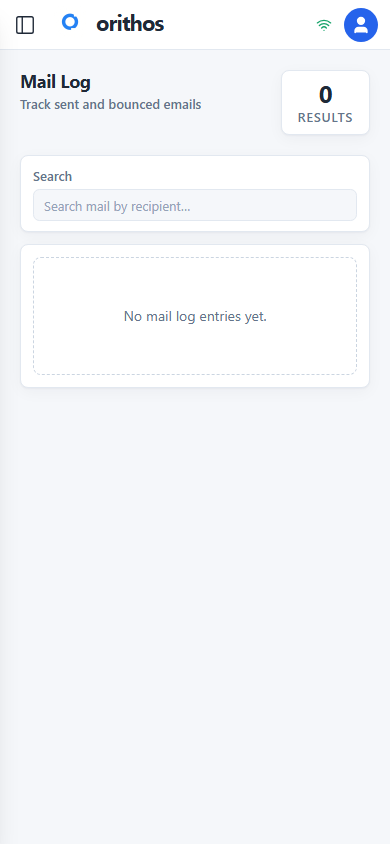 orithos
Mail Log
Track sent and bounced emails
0
RESULTS
Search
Search mail by recipient...
No mail log entries yet.